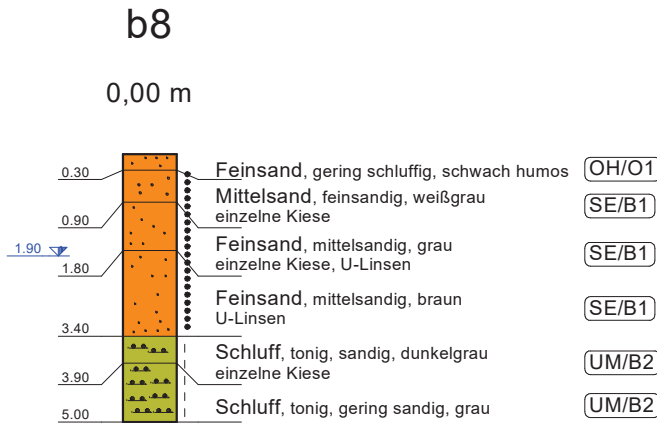 b8
0,00 m
0.30
Feinsand, gering schluffig, schwach humos
OH/O1
Mittelsand, feinsandig, weißgrau
einzelne Kiese
SE/B1
0.90
1.90
Feinsand, mittelsandig, grau
einzelne Kiese, U-Linsen
SE/B1
1.80
Feinsand, mittelsandig, braun
U-Linsen
SE/B1
3.40
Schluff, tonig, sandig, dunkelgrau
einzelne Kiese
UM/B2
3.90
Schluff, tonig, gering sandig, grau
UM/B2
5.00